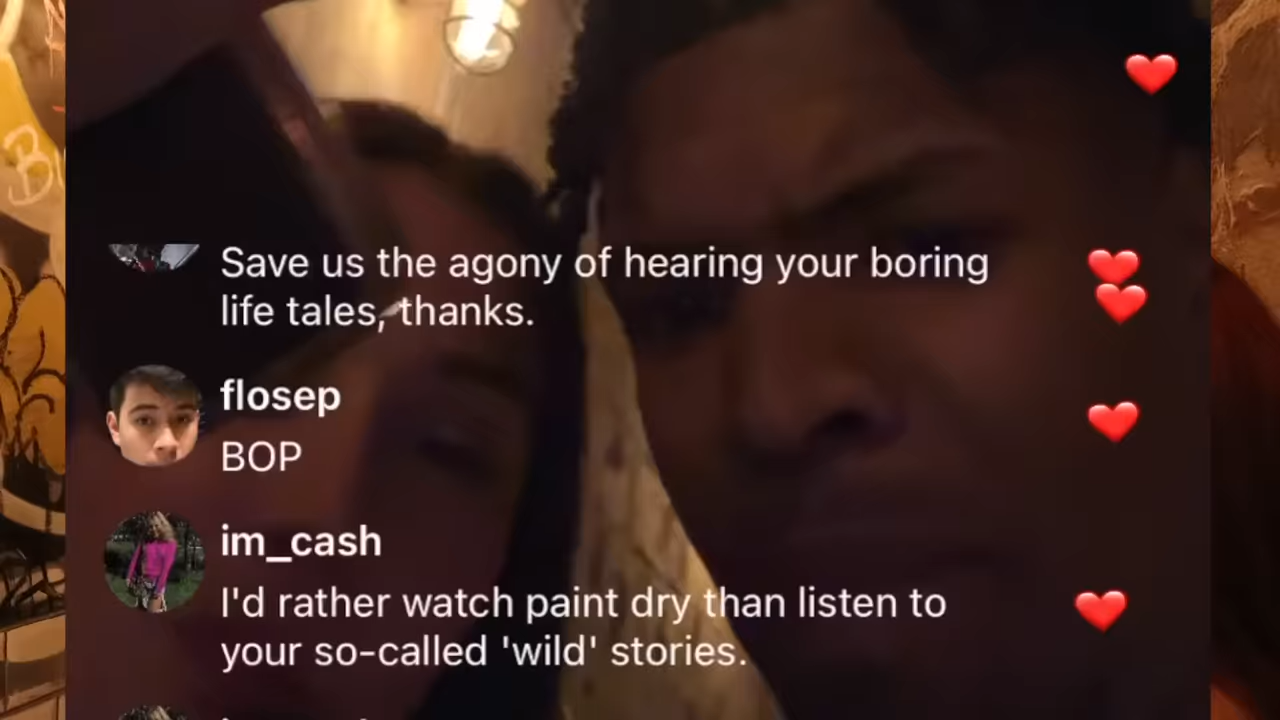 Save us the agony of hearing your boring
life tales, thanks.
flosep
BOP
im_cash
I'd rather watch paint dry than listen to
your so-called 'wild' stories.